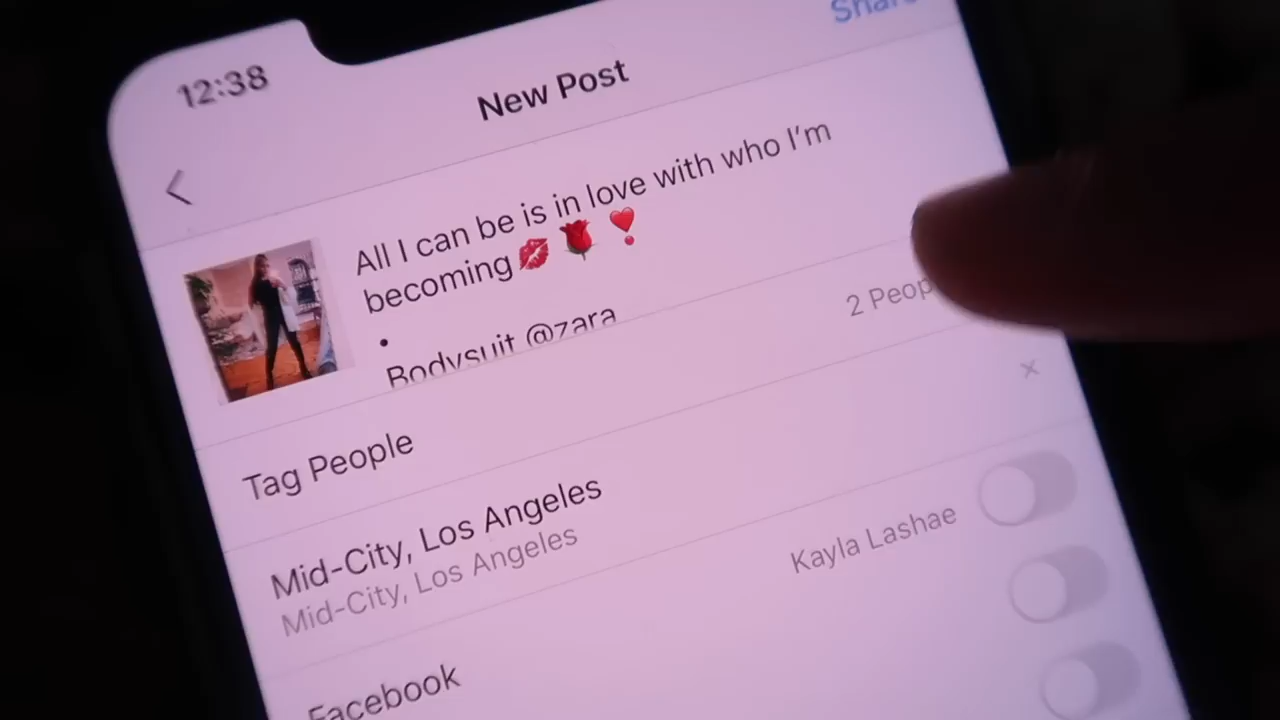 12:38
Share
New Post
All I can be is in love with who I'm
becoming💋🌹❣️
•
Bodysuit @zara
Tag People
2 Peop
Mid-City, Los Angeles
Mid-City, Los Angeles
Facebook
Kayla Lashae